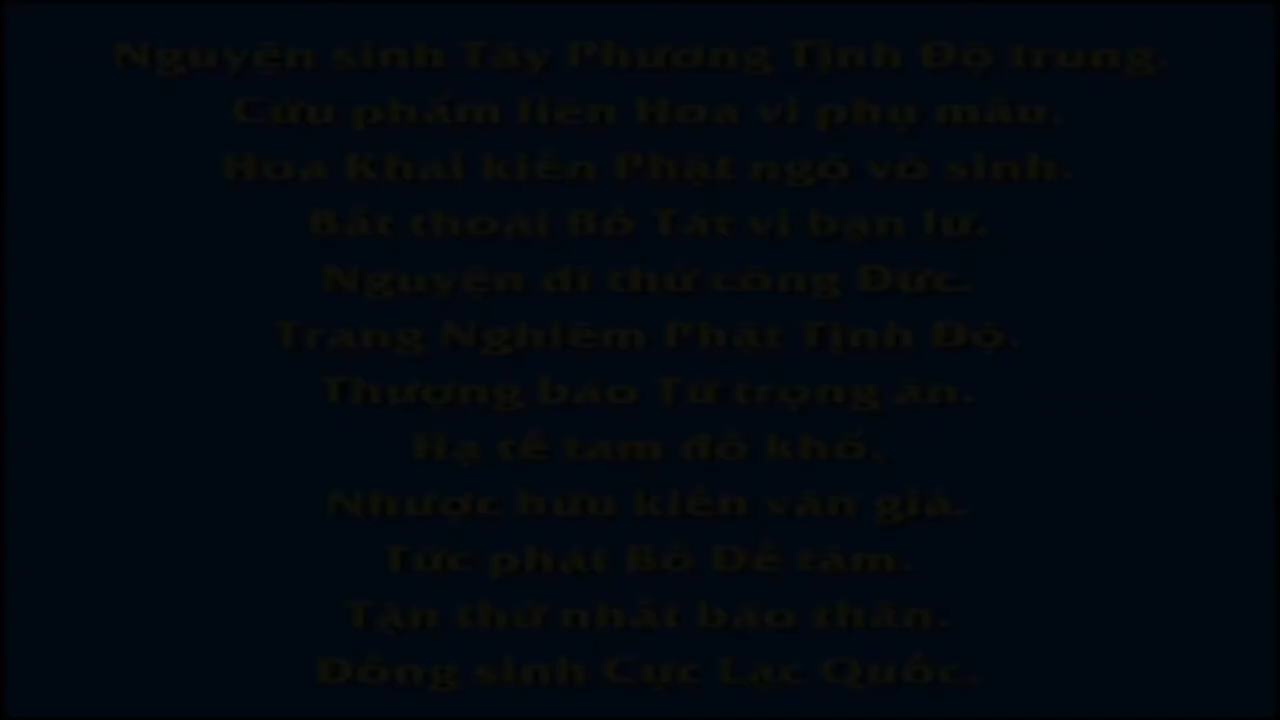 Nguyện sinh Tây Phương Tịnh Độ trung.
Cửu phẩm liên Hoa vi phụ mẫu.
Hoa Khai kiến Phật ngộ vô sinh.
Bất thoái Bồ Tát vi bạn lữ.
Nguyện dĩ thử công Đức.
Trang Nghiêm Phật Tịnh Độ.
Thượng báo Tứ trọng ân.
Hạ tế tam đồ khổ.
Nhược hữu kiến văn giả.
Tức phát Bồ Đề tâm.
Tận thử nhất báo thân.
Đồng sinh Cực Lạc Quốc.